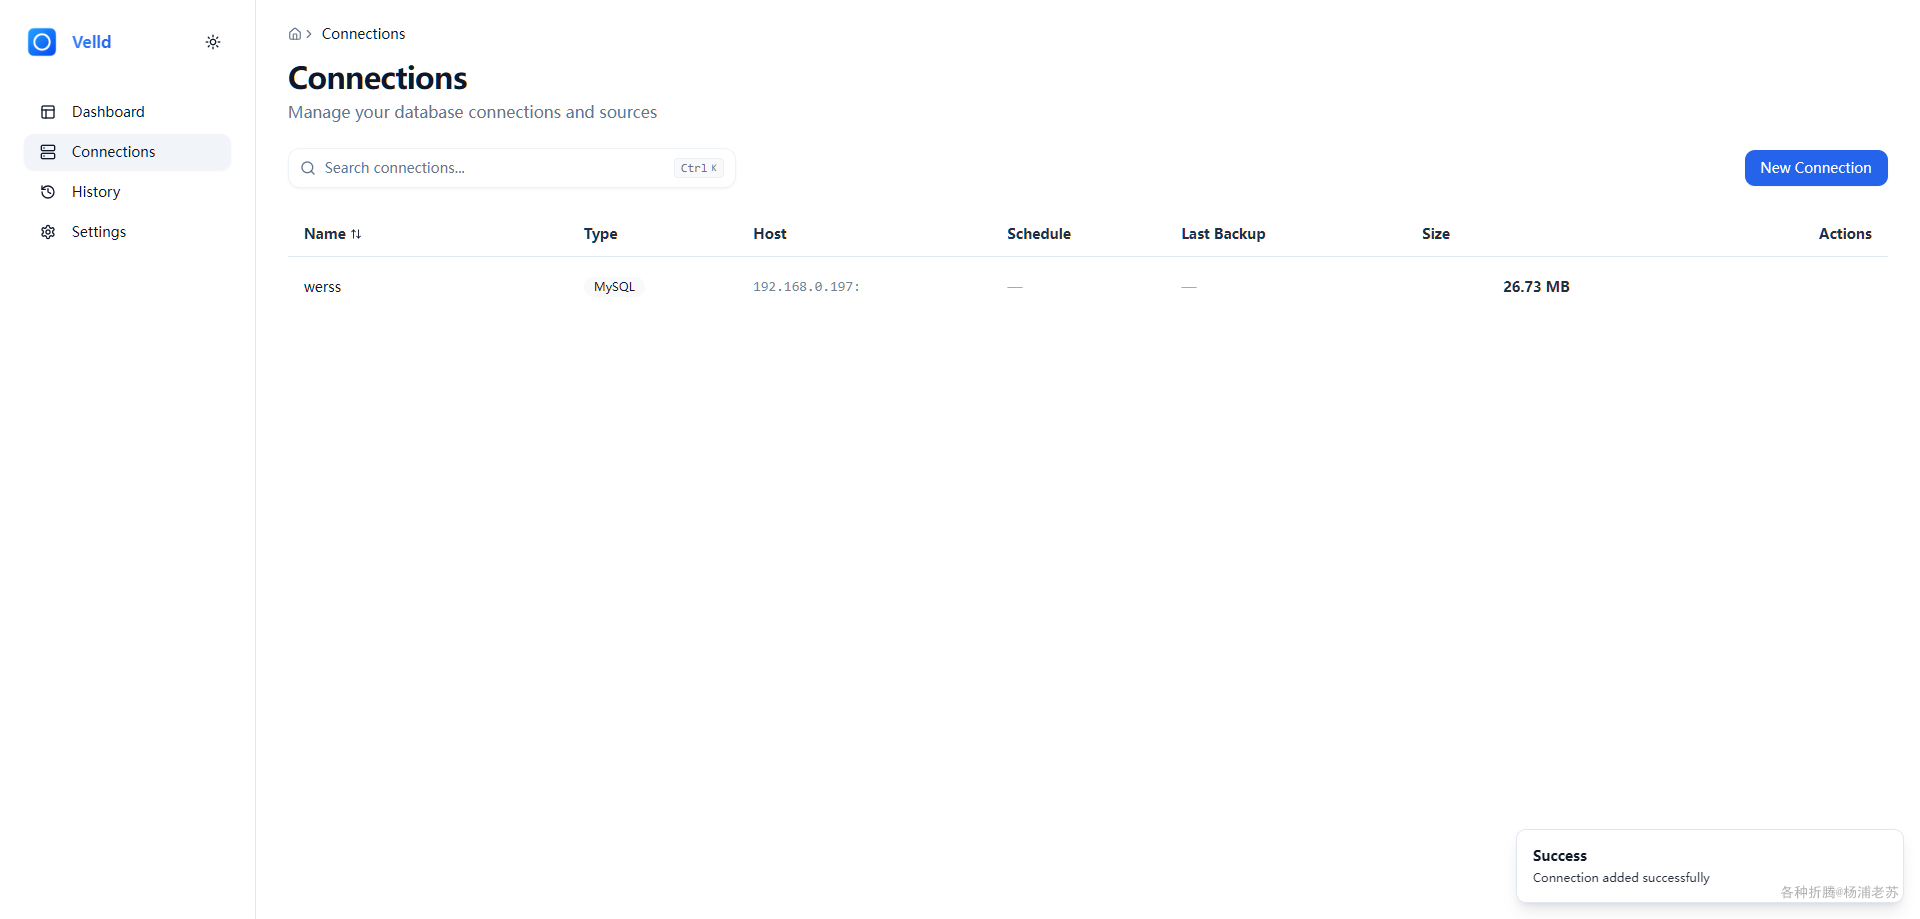 Velld
Dashboard
Connections
History
Settings
Connections
Connections
Manage your database connections and sources
Search connections...
Ctrl K
New Connection
Name Type Host Schedule Last Backup Size Actions
werss MySQL 192.168.0.197: — — 26.73 MB
Success
Connection added successfully
各种折腾@杨浦老苏